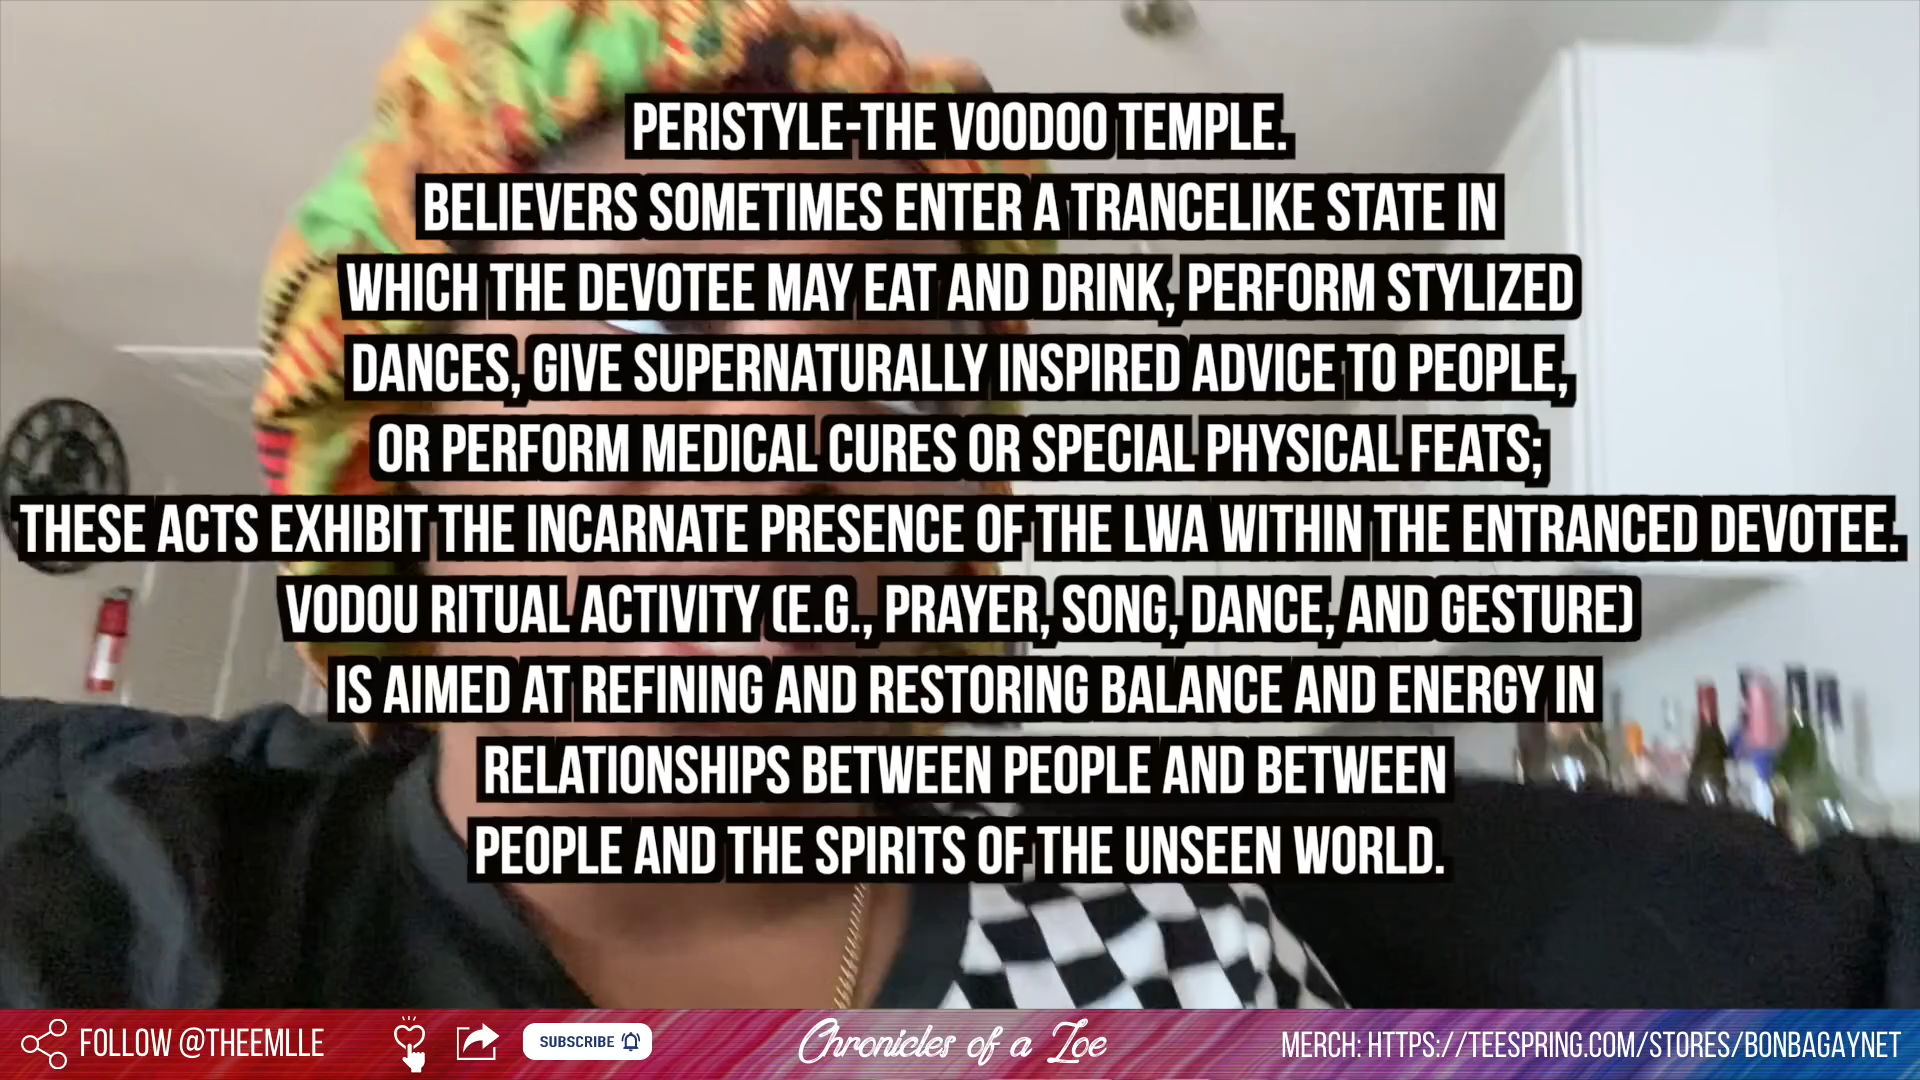 PERISTYLE-THE VOODOO TEMPLE.
BELIEVERS SOMETIMES ENTER A TRANCELIKE STATE IN
WHICH THE DEVOTEE MAY EAT AND DRINK, PERFORM STYLIZED
DANCES, GIVE SUPERNATURALLY INSPIRED ADVICE TO PEOPLE,
OR PERFORM MEDICAL CURES OR SPECIAL PHYSICAL FEATS;
THESE ACTS EXHIBIT THE INCARNATE PRESENCE OF THE LWA WITHIN THE ENTRANCED DEVOTEE.
VODOU RITUAL ACTIVITY (E.G., PRAYER, SONG, DANCE, AND GESTURE)
IS AIMED AT REFINING AND RESTORING BALANCE AND ENERGY IN
RELATIONSHIPS BETWEEN PEOPLE AND BETWEEN
PEOPLE AND THE SPIRITS OF THE UNSEEN WORLD.
FOLLOW @THEEMLLE
SUBSCRIBE
Chronicles of a Zoe
MERCH: HTTPS://TEESPRING.COM/STORES/BONBAGAYNET